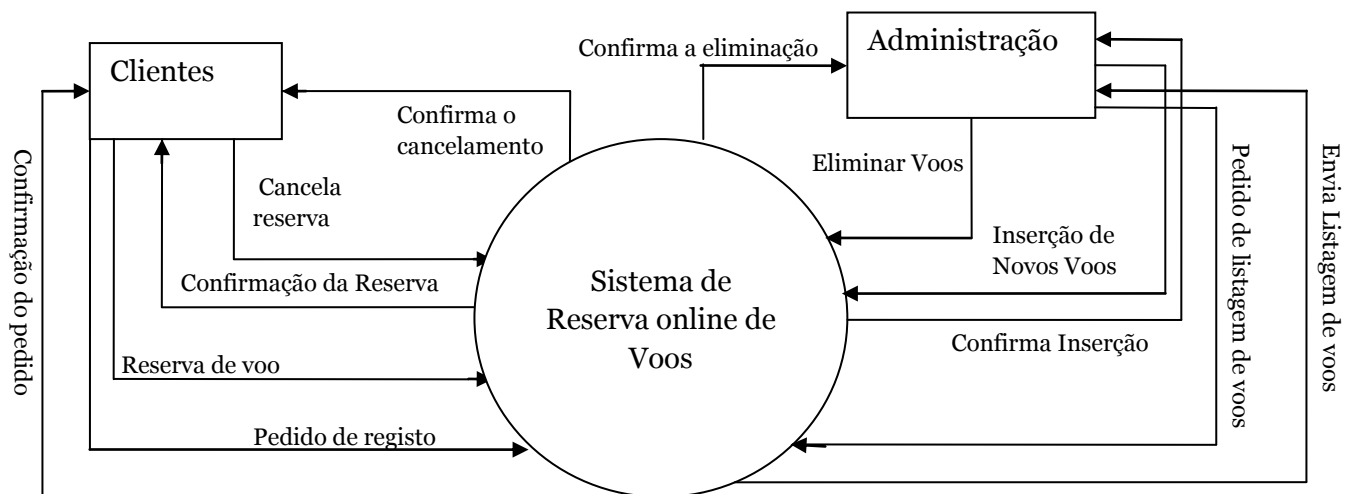 Confirma a eliminação
Administração
Clientes
Confirma o
cancelamento
Eliminar Voos
Cancela
reserva
Inserção de
Novos Voos
Confirmação da Reserva
Sistema de
Reserva online de
Voos
Confirma Inserção
Reserva de voo
Pedido de registo
Confirmação do pedido
Pedido de listagem de voos
Envia Listagem de voos